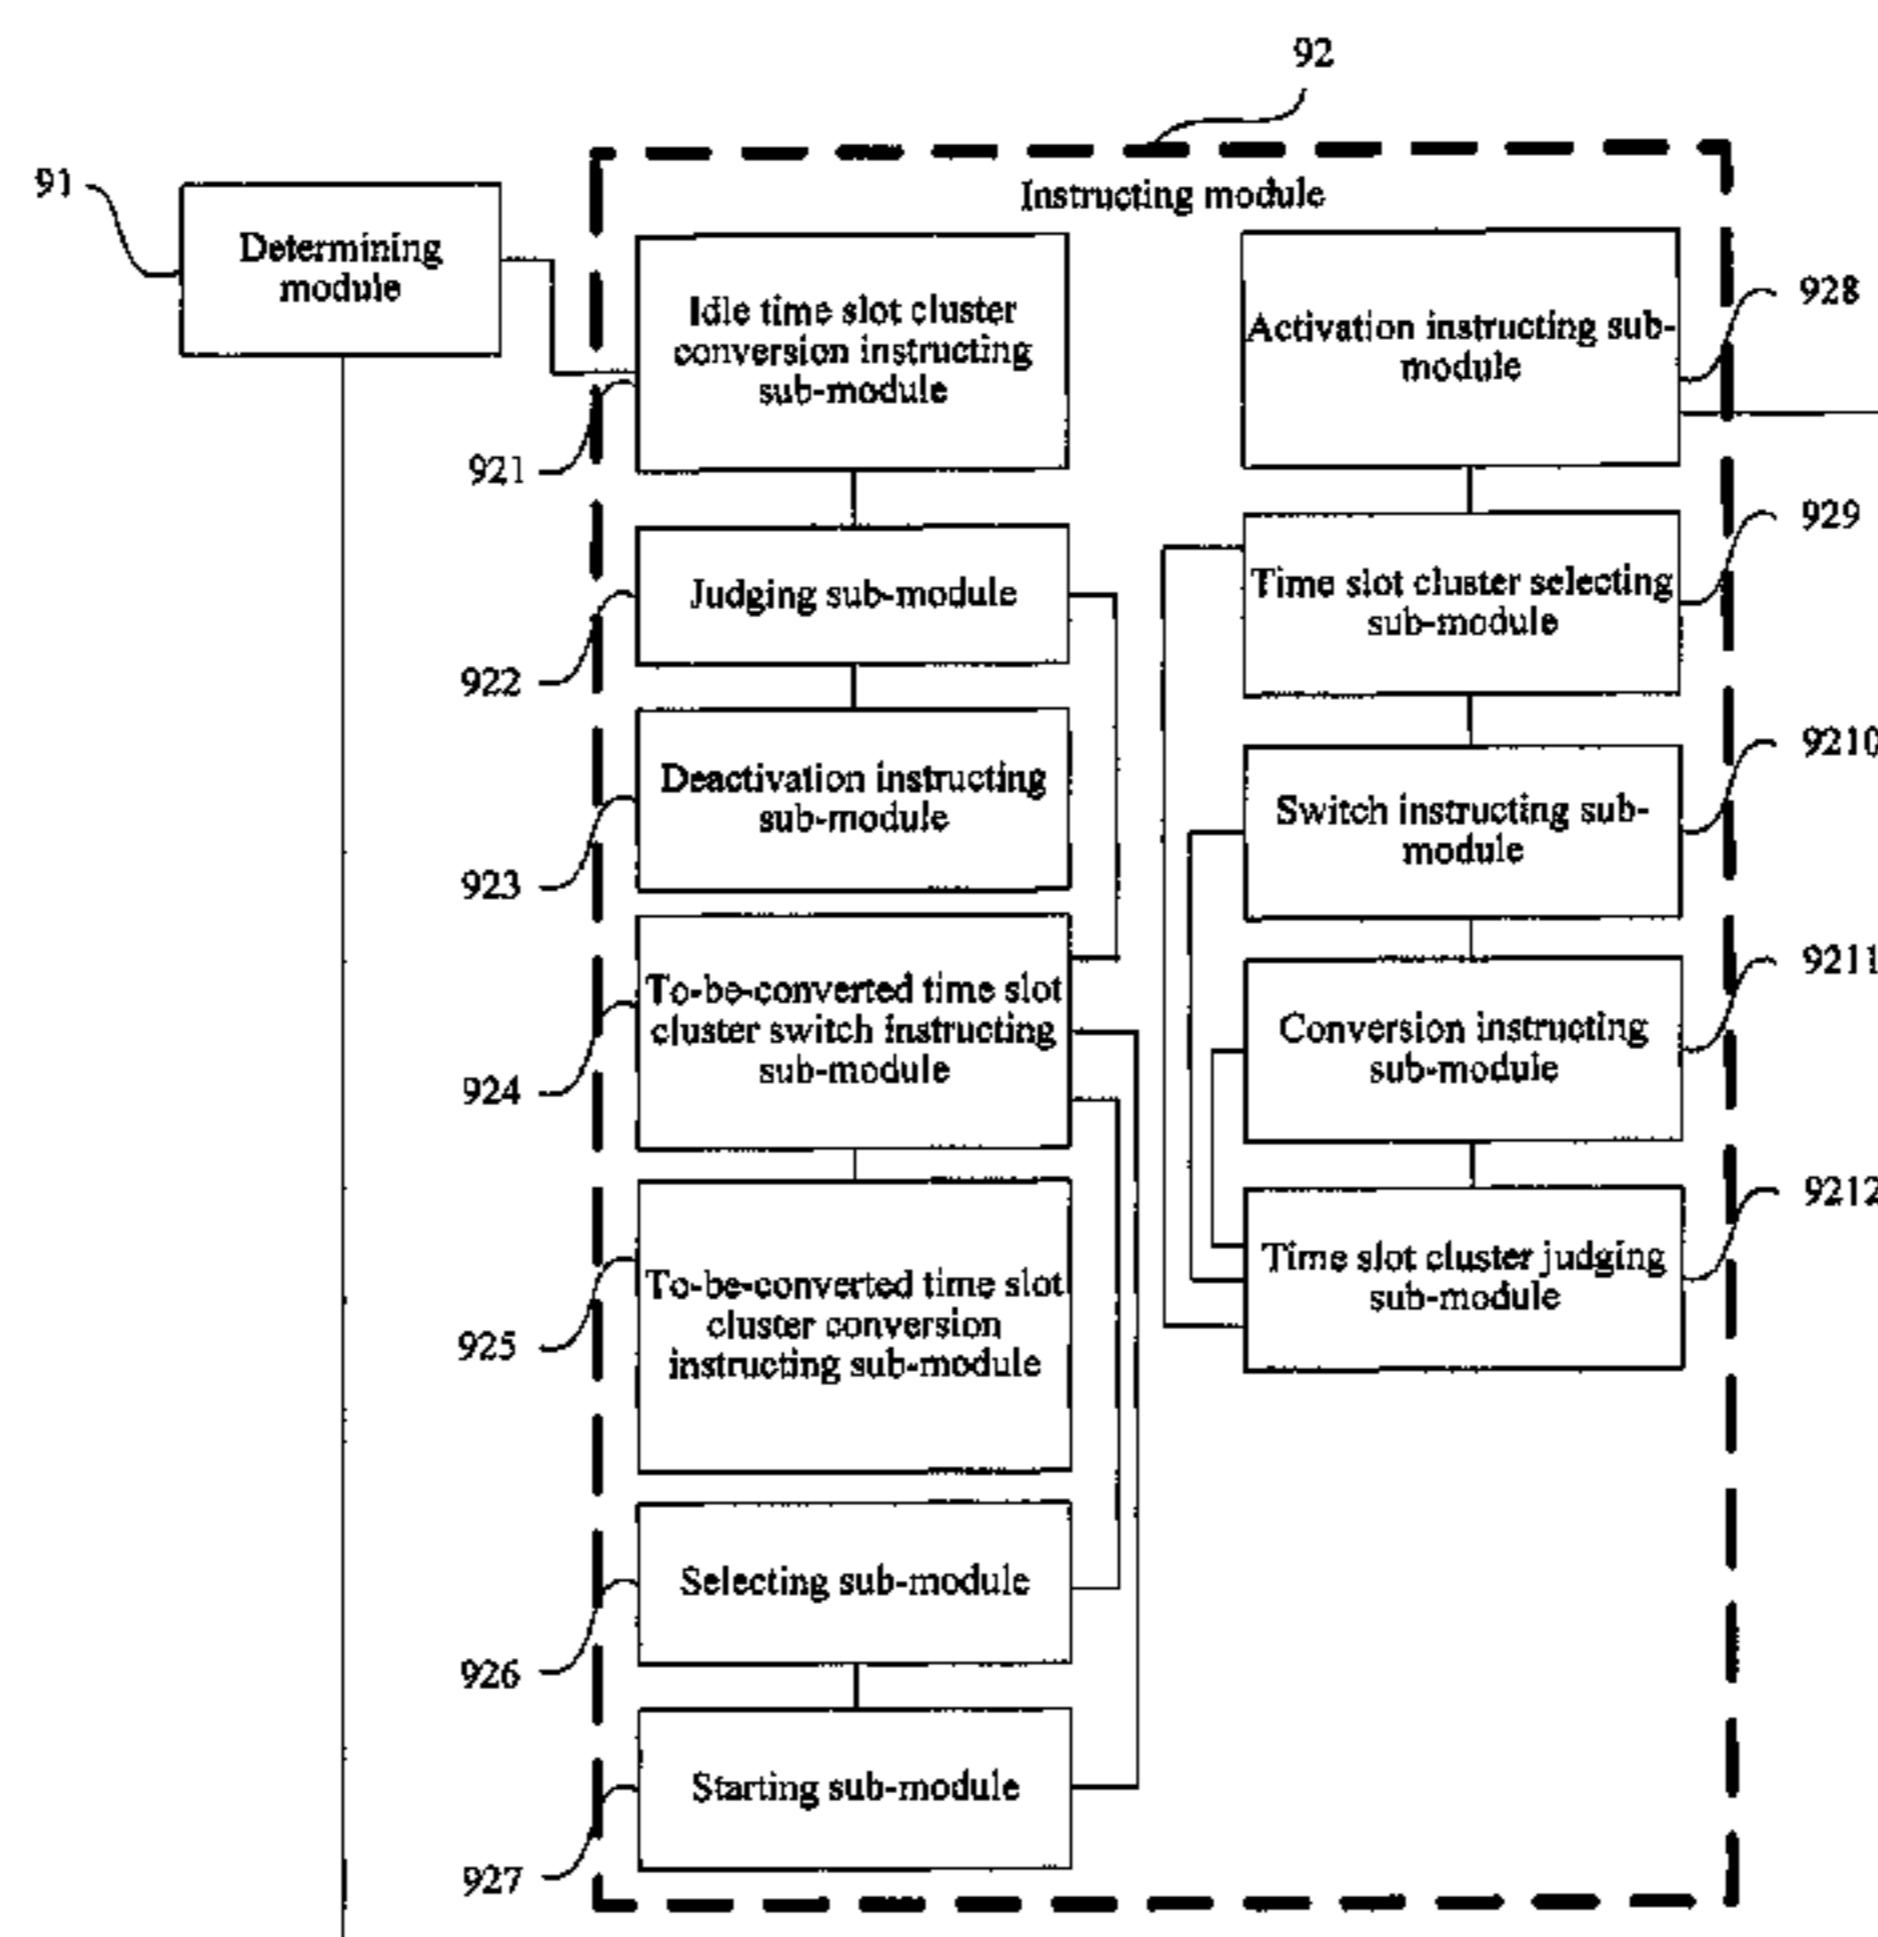 92
91
Instructing module
Determining
module
Idle time slot cluster
conversion instructing
sub-module
921
Judging sub-module
922
Deactivation instructing
sub-module
923
To-be-converted time slot
cluster switch instructing
sub-module
924
To-be-converted time slot
cluster conversion
instructing sub-module
925
Selecting sub-module
926
Starting sub-module
927
Activation instructing sub-
module
928
Time slot cluster selecting
sub-module
929
Switch instructing sub-
module
9210
Conversion instructing
sub-module
9211
Time slot cluster judging
sub-module
9212